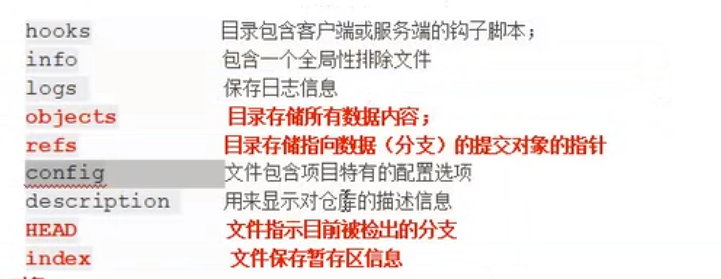 hooks 目录包含客户端或服务端的钩子脚本；
info 包含一个全局性排除文件
logs 保存日志信息
objects 目录存储所有数据内容；
refs 目录存储指向数据（分支）的提交对象的指针
config 文件包含项目特有的配置选项
description 用来显示对仓库的描述信息
HEAD 文件指示目前被检出的分支
index 文件保存暂存区信息